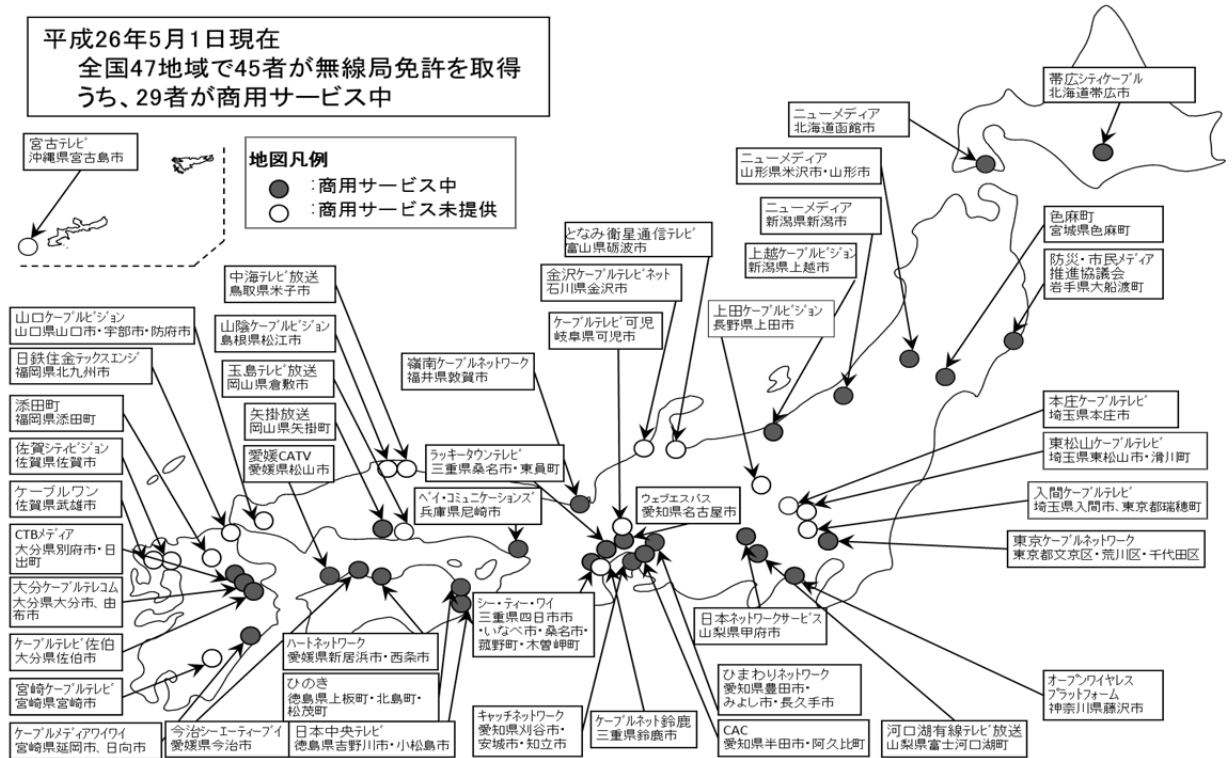 平成26年5月1日現在
全国47地域で45者が無線局免許を取得
うち、29者が商用サービス中
宮古テレビ
沖縄県宮古島市
地図凡例
：商用サービス中
：商用サービス未提供
帯広シティケーブル
北海道帯広市
ニューメディア
北海道函館市
ニューメディア
山形県米沢市・山形市
ニューメディア
新潟県新潟市
色麻町
宮城県色麻町
となみ衛星通信テレビ
富山県砺波市
上越ケーブルビジョン
新潟県上越市
防災・市民メディア
推進協議会
岩手県大船渡町
中海テレビ放送
鳥取県米子市
金沢ケーブルテレビネット
石川県金沢市
上田ケーブルビジョン
長野県上田市
山口ケーブルビジョン
山口県山口市・宇部市・防府市
山陰ケーブルビジョン
島根県松江市
ケーブルテレビ可児
岐阜県可児市
日鉄住金テックスエンジ
福岡県北九州市
玉島テレビ放送
岡山県倉敷市
嶺南ケーブルネットワーク
福井県敦賀市
添田町
福岡県添田町
矢掛放送
岡山県矢掛町
本庄ケーブルテレビ
埼玉県本庄市
佐賀シティビジョン
佐賀県佐賀市
愛媛CATV
愛媛県松山市
ラッキータウンテレビ
三重県桑名市・東員町
東松山ケーブルテレビ
埼玉県東松山市・滑川町
ケーブルワン
佐賀県武雄市
ベイ・コミュニケーションズ
兵庫県尼崎市
ウェブエスパス
愛知県名古屋市
入間ケーブルテレビ
埼玉県入間市、東京都瑞穂町
CTBメディア
大分県別府市・日
出町
東京ケーブルネットワーク
東京都文京区・荒川区・千代田区
大分ケーブルテレコム
大分県大分市、由
布市
シー・ティー・ワイ
三重県四日市市
・いなべ市・桑名市・
菰野町・木曽岬町
日本ネットワークサービス
山梨県甲府市
ケーブルテレビ佐伯
大分県佐伯市
ハートネットワーク
愛媛県新居浜市・西条市
ひまわりネットワーク
愛知県豊田市・
みよし市・長久手市
オープンワイヤレス
プラットフォーム
神奈川県藤沢市
宮崎ケーブルテレビ
宮崎県宮崎市
ひのき
徳島県上板町・北島町・
松茂町
ケーブルメディアワイワイ
宮崎県延岡市、日向市
今治シーエーティーブイ
愛媛県今治市
日本中央テレビ
徳島県吉野川市・小松島市
キャッチネットワーク
愛知県刈谷市・
安城市・知立市
ケーブルネット鈴鹿
三重県鈴鹿市
CAC
愛知県半田市・阿久比町
河口湖有線テレビ放送
山梨県富士河口湖町